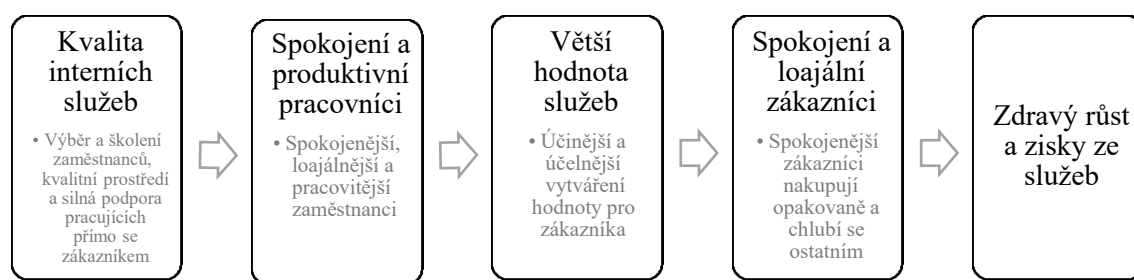 Kvalita
interních
služeb
• Výběr a školení
zaměstnanců,
kvalitní prostředí
a silná podpora
pracujících
přímo se
zákazníkem
Spokojení a
produktivní
pracovníci
• Spokojenější,
loajálnější a
pracovitější
zaměstnanci
Větší
hodnota
služeb
• Účinější a
účelnější
vytváření
hodnoty pro
zákazníka
Spokojení a
loajální
zákazníci
• Spokojenější
zákazníci
nakupují
opakovaně a
chlubí se
ostatním
Zdravý růst
a zisky ze
služeb